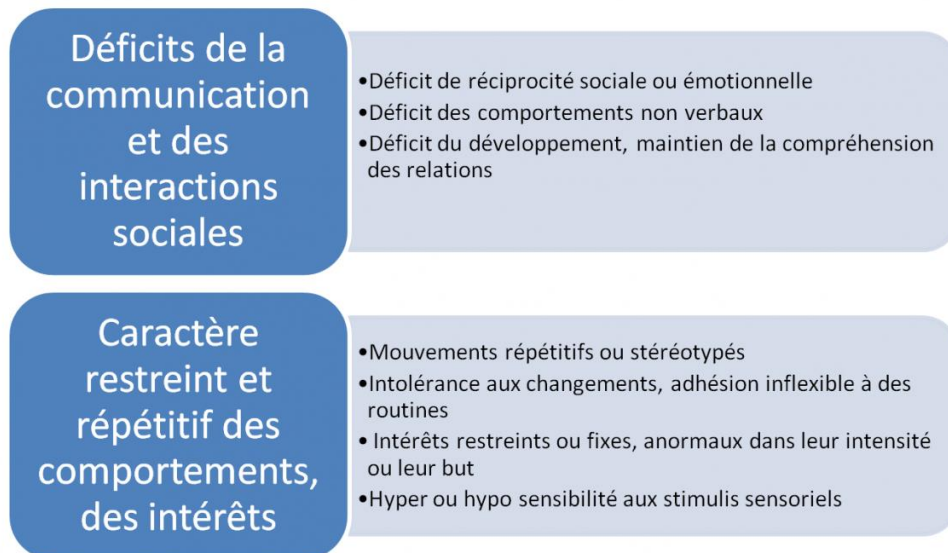 Déficits de la
communication
et des
interactions
sociales
•Déficit de réciprocité sociale ou émotionnelle
•Déficit des comportements non verbaux
•Déficit du développement, maintien de la compréhension
des relations
Caractère
restreint et
répétitif des
comportements,
des intérêts
•Mouvements répétitifs ou stéréotypés
•Intolérance aux changements, adhésion inflexible à des
routines
• Intérêts restreints ou fixes, anormaux dans leur intensité
ou leur but
•Hyper ou hypo sensibilité aux stimulis sensoriels